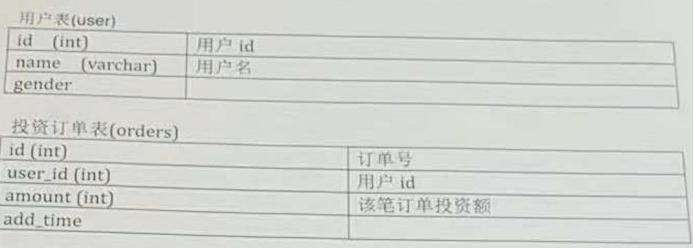 用户表(user)
id (int) 用户 id
name (varchar) 用户名
gender
投资订单表(orders)
id (int) 订单号
user_id (int) 用户 id
amount (int) 该笔订单投资额
add_time